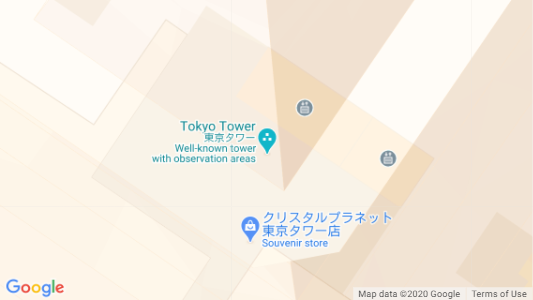 Tokyo Tower
東京タワー
Well-known tower
with observation areas
クリスタルプラネット
東京タワー店
Souvenir store
Google
Map data ©2020 Google
Terms of Use